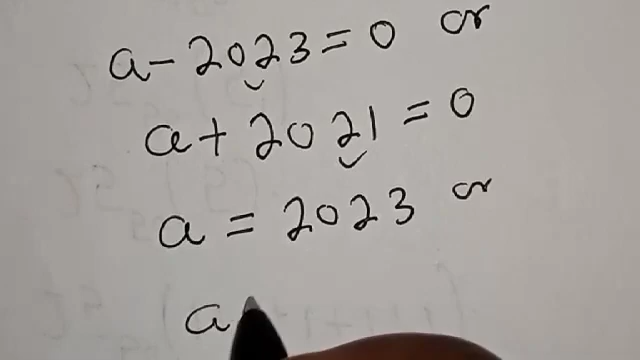 a - 2023 = 0 or
a + 2021 = 0
a = 2023 or
a